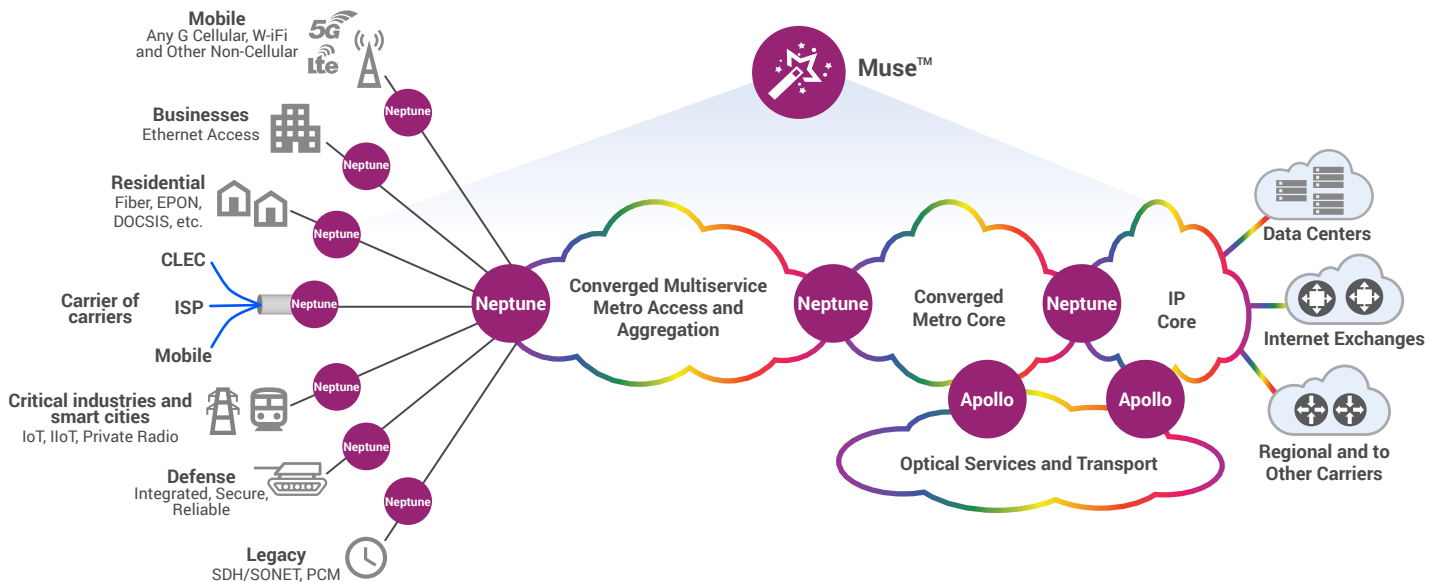 Mobile
Any G Cellular, W-iFi
and Other Non-Cellular
5G
lte
Neptune
Businesses
Ethernet Access
Neptune
Residential
Fiber, EPON,
DOCSIS, etc.
Neptune
CLEC
Carrier of
carriers
ISP
Mobile
Neptune
Critical industries and
smart cities
IoT, IIoT, Private Radio
Neptune
Defense
Integrated, Secure,
Reliable
Neptune
Legacy
SDH/SONET, PCM
Neptune
Muse™
Neptune
Converged Multiservice
Metro Access and
Aggregation
Neptune
Converged
Metro Core
Neptune
IP
Core
Apollo
Apollo
Optical Services and Transport
Data Centers
Internet Exchanges
Regional and to
Other Carriers